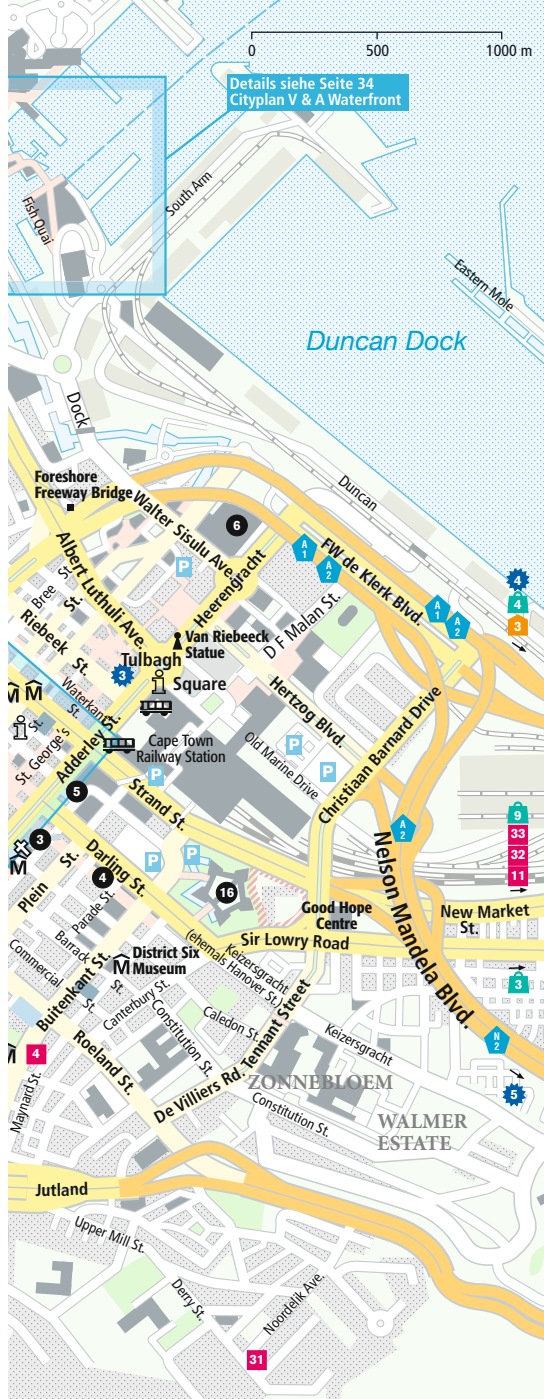 0 500 1000 m
Details siehe Seite 34
Cityplan V & A Waterfront
South Arm
Fish Quai
Eastern Mole
Duncan Dock
Dock
Duncan
Foreshore
Freeway Bridge
Walter Sisulu Ave.
6
P
A
1
A
2
FW de Klerk Blvd.
A
1
A
2
4
4
3
Albert Luthuli Ave.
Heerengracht
Bree St.
Riebeek St.
D F Malan St.
Van Riebeeck
Statue
Tulbagh
Square
3
Hertzog Blvd.
Waterkant St.
St. George's
St.
Adderley St.
Cape Town
Railway Station
Old Marine Drive
P
P
P
Christiaan Barnard Drive
5
Strand St.
A
2
Nelson Mandela Blvd.
9
33
32
11
3
M
M
M
Plein St.
Darling St.
4
P
P
16
Parade St.
Good Hope
Centre
New Market
St.
Sir Lowry Road
Barrack St.
Commercial St.
Buitenkant St.
M
District Six
Museum
Keizersgracht
(ehemals Hanover St.)
Canterbury St.
Constitution St.
Caledon St.
Tennant Street
Keizersgracht
3
N
2
5
M
4
Maynard St.
Roeland St.
De Villiers Rd.
ZONNEBLOEM
Constitution St.
WALMER
ESTATE
Jutland
Upper Mill St.
Derry St.
Noordelik Ave.
31